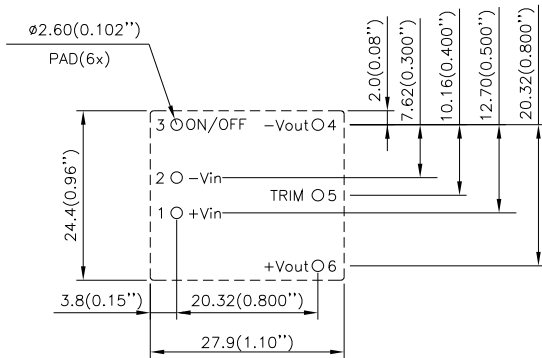 ø2.60(0.102’’)
PAD(6x)
2.0(0.08’’)
7.62(0.300’’)
10.16(0.400’’)
12.70(0.500’’)
20.32(0.800’’)
3 ON/OFF
-Vout 4
2 -Vin
TRIM 5
1 +Vin
+Vout 6
24.4(0.96’’)
3.8(0.15’’)
20.32(0.800’’)
27.9(1.10’’)